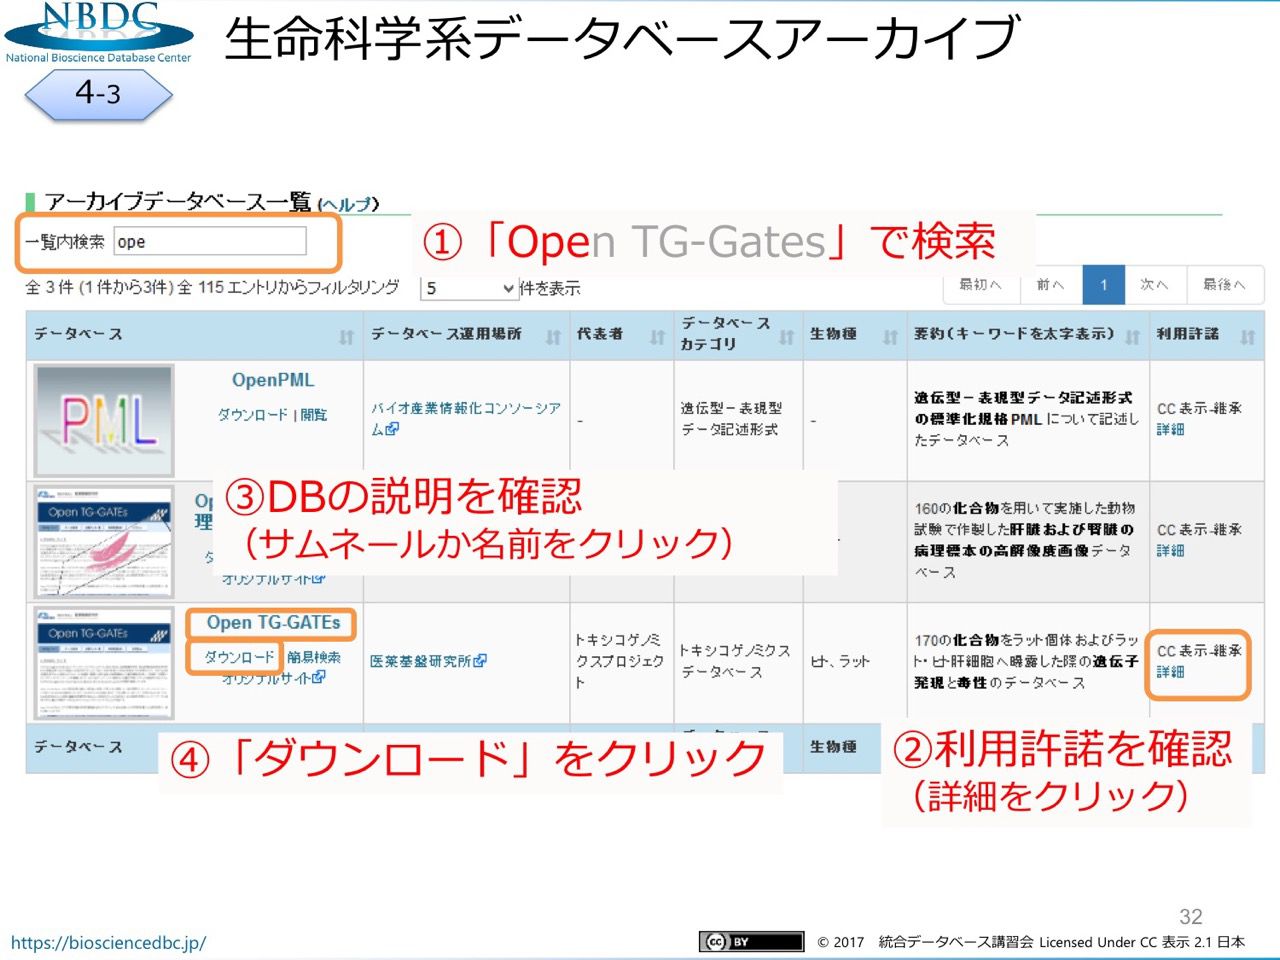 NBDC
National Bioscience Database Center
生命科学系データベースアーカイブ
4-3
アーカイブデータベース一覧 (ヘルプ)
一覧内検索 ope
①「Open TG-Gates」で検索
全 3 件 (1 件から3件) 全 115 エントリからフィルタリング 5 件を表示
最初へ 前へ 1 次へ 最後へ
データベース データベース運用場所 代表者 データベースカテゴリ 生物種 要約(キーワードを太字表示) 利用許諾
PML
OpenPML
ダウンロード | 閲覧
バイオ産業情報化コンソーシアム
-
遺伝型－表現型
データ記述形式
-
遺伝型－表現型データ記述形式
の標準化規格PML について記述し
たデータベース
CC 表示-継承
詳細
Open TG-GATEs
理
③DBの説明を確認
（サムネールか名前をクリック）
オリジナルサイト
160の化合物を用いて実施した動物
試験で作製した肝臓および腎臓の
病理標本の高解像度画像データ
ベース
CC 表示-継承
詳細
Open TG-GATEs
Open TG-GATEs
ダウンロード 簡易検索
オリジナルサイト
医薬基盤研究所
トキシコゲノミ
クスプロジェク
ト
トキシコゲノミクス
データベース
ヒト、ラット
170の化合物をラット個体およびラッ
ト・ヒト肝細胞へ曝露した際の遺伝子
発現と毒性のデータベース
CC 表示-継承
詳細
データベース
生物種
④「ダウンロード」をクリック
②利用許諾を確認
（詳細をクリック）
32
https://biosciencedbc.jp/
cc BY
© 2017 統合データベース講習会 Licensed Under CC 表示 2.1 日本